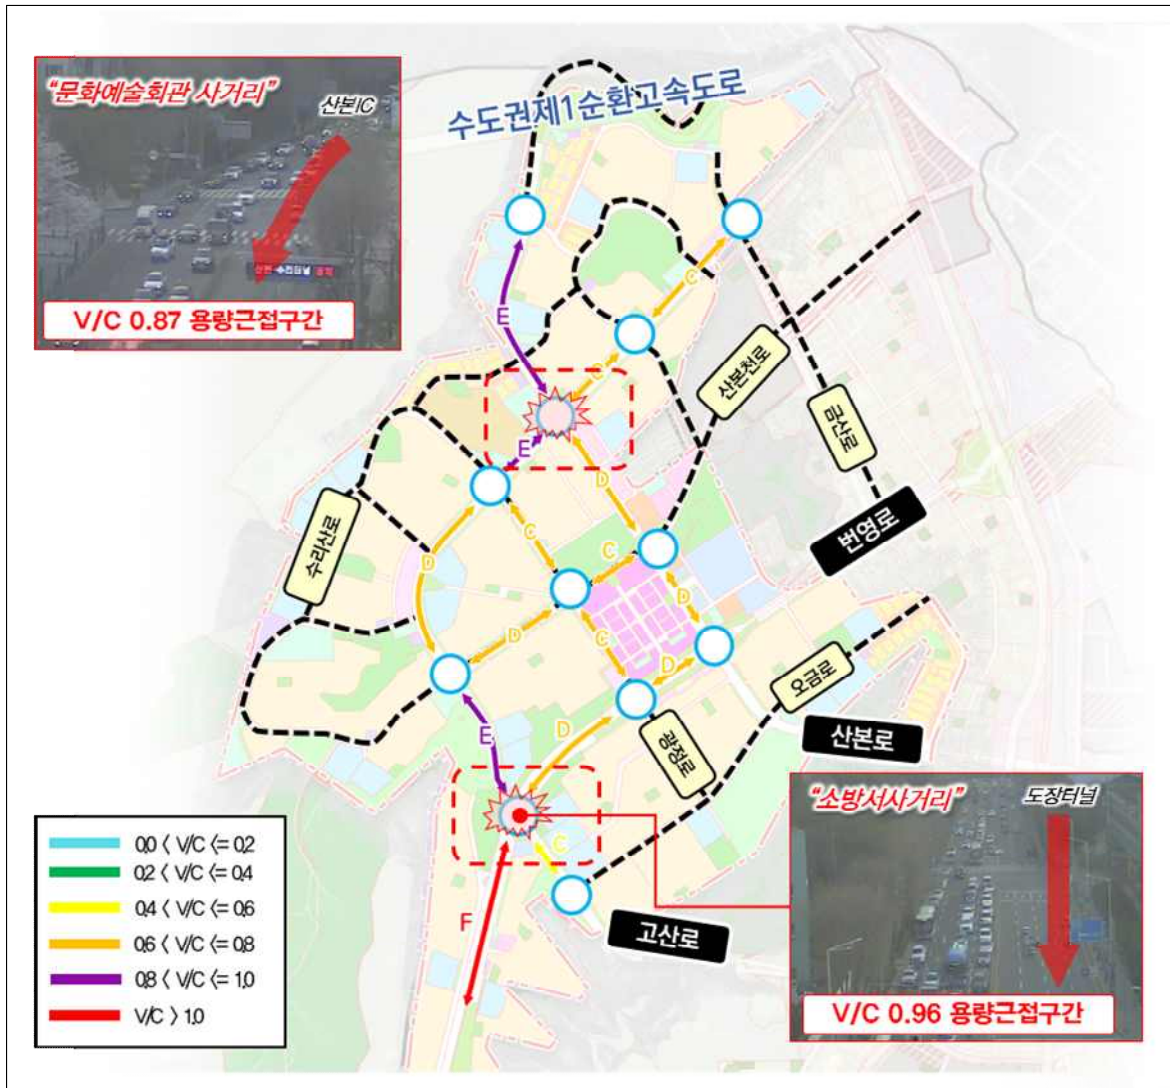 “문화예술회관 사거리”
산본IC
V/C 0.87 용량근접구간
수도권제1순환고속도로
C
E
C
산본천로
금산로
E
D
번영로
수리산로
D
C
C
D
D
C
D
오금로
E
D
광정로
산본로
“소방서사거리”
도장터널
C
F
고산로
V/C 0.96 용량근접구간
0.0 < V/C <= 0.2
0.2 < V/C <= 0.4
0.4 < V/C <= 0.6
0.6 < V/C <= 0.8
0.8 < V/C <= 1.0
V/C > 1.0